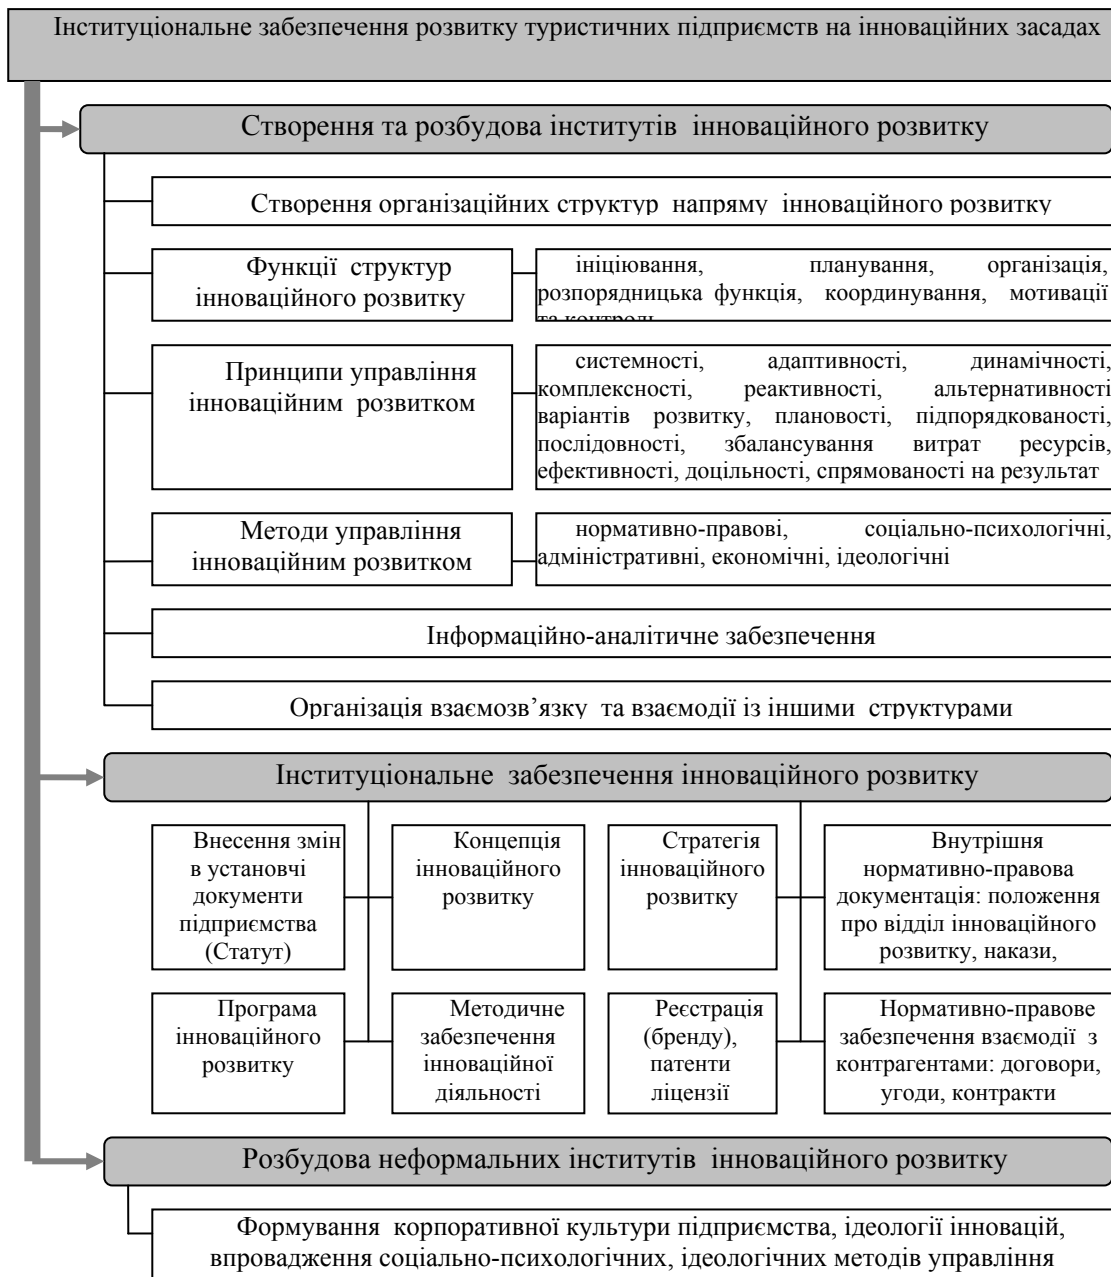 Інституціональне забезпечення розвитку туристичних підприємств на інноваційних засадах
Створення та розбудова інститутів інноваційного розвитку
Створення організаційних структур напряму інноваційного розвитку
Функції структур
інноваційного розвитку
ініціювання, планування, організація,
розпорядницька функція, координування, мотивації
та контроль
Принципи управління
інноваційним розвитком
системності, адаптивності, динамічності,
комплексності, реактивності, альтернативності
варіантів розвитку, плановості, підпорядкованості,
послідовності, збалансування витрат ресурсів,
ефективності, доцільності, спрямованості на результат
Методи управління
інноваційним розвитком
нормативно-правові, соціально-психологічні,
адміністративні, економічні, ідеологічні
Інформаційно-аналітичне забезпечення
Організація взаємозв’язку та взаємодії із іншими структурами
Інституціональне забезпечення інноваційного розвитку
Внесення змін
в установчі
документи
підприємства
(Статут)
Концепція
інноваційного
розвитку
Стратегія
інноваційного
розвитку
Внутрішня
нормативно-правова
документація: положення
про відділ інноваційного
розвитку, накази,
Програма
інноваційного
розвитку
Методичне
забезпечення
інноваційної
діяльності
Реєстрація
(бренду),
патенти
ліцензії
Нормативно-правове
забезпечення взаємодії з
контрагентами: договори,
угоди, контракти
Розбудова неформальних інститутів інноваційного розвитку
Формування корпоративної культури підприємства, ідеології інновацій,
впровадження соціально-психологічних, ідеологічних методів управління